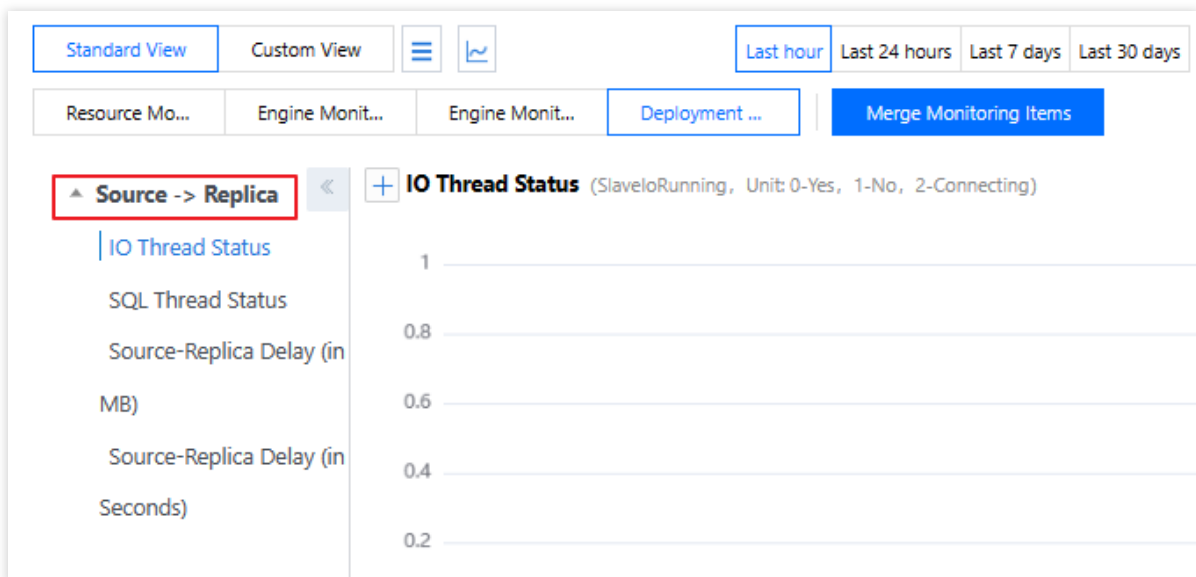 Standard View Custom View Last hour Last 24 hours Last 7 days Last 30 days
Resource Mo... Engine Monit... Engine Monit... Deployment ... Merge Monitoring Items
Source -> Replica
IO Thread Status
SQL Thread Status
Source-Replica Delay (in
MB)
Source-Replica Delay (in
Seconds)
IO Thread Status (SlaveIoRunning, Unit: 0-Yes, 1-No, 2-Connecting)
1
0.8
0.6
0.4
0.2